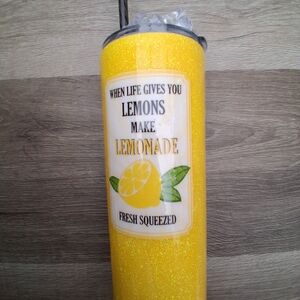 WHEN LIFE GIVES YOU
LEMONS
MAKE
LEMONADE
FRESH SQUEEZED